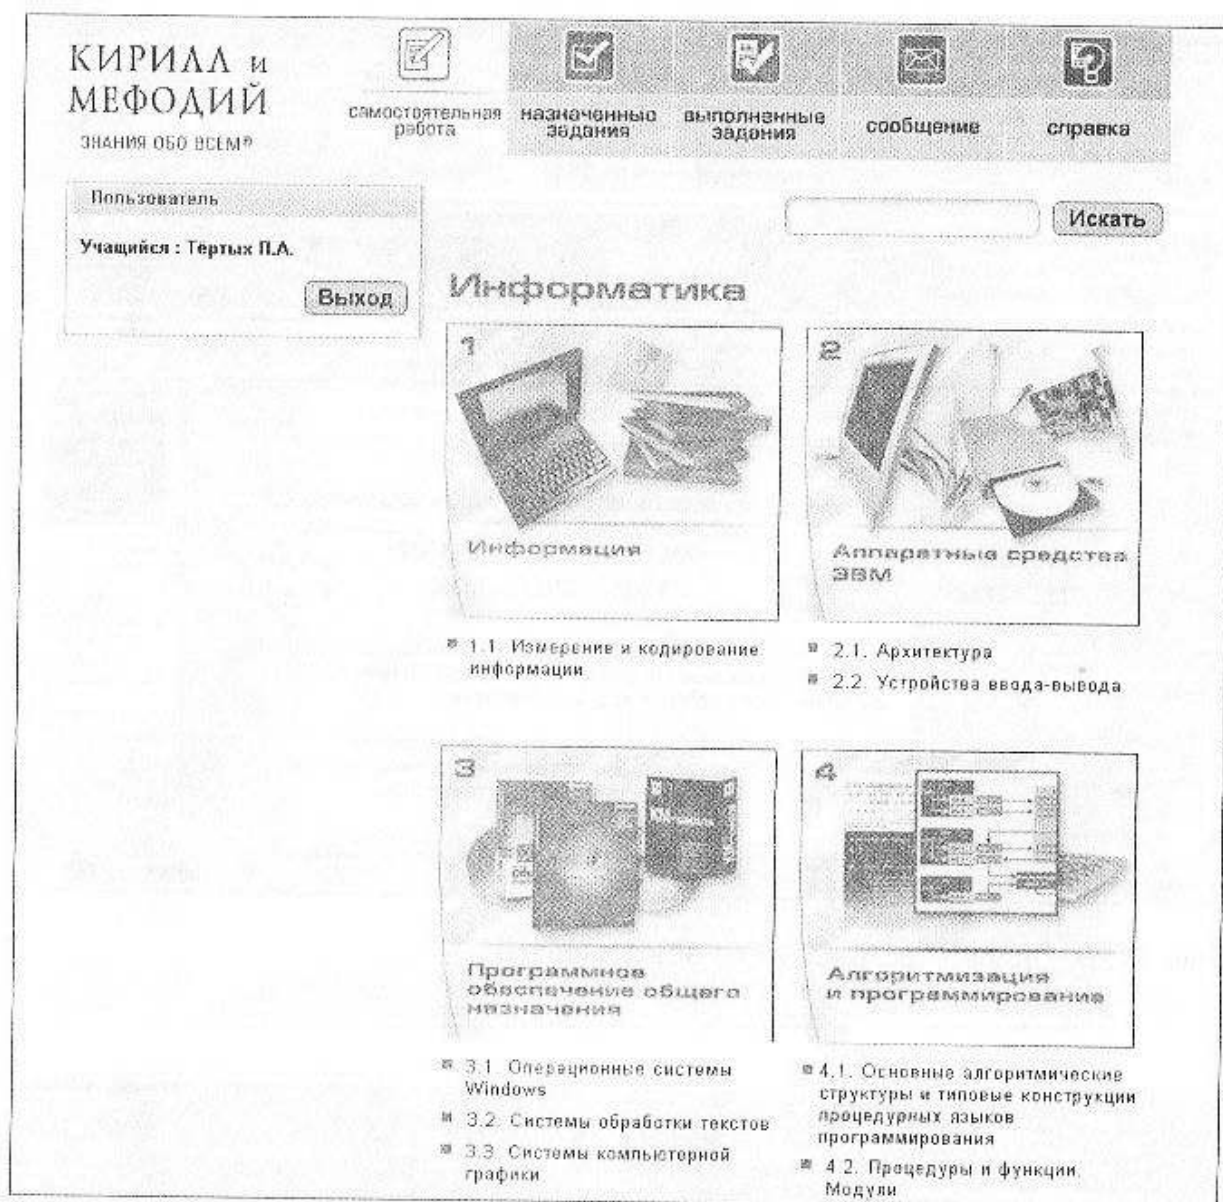 КИРИЛЛ и
МЕФОДИЙ
ЗНАНИЯ ОБО ВСЕМ®
самостоятельная
работа
назначенные
задания
выполненные
задания
сообщение
справка
Пользователь
Учащийся : Тертых П.А.
Выход
Искать
Информатика
1
Информация
1.1. Измерение и кодирование
информации
2
Аппаратные средства
ЭВМ
2.1. Архитектура
2.2. Устройства ввода-вывода
3
Программное
обеспечение общего
назначения
3.1. Операционные системы
Windows
3.2. Системы обработки текстов
3.3. Системы компьютерной
графики
4
Алгоритмизация
и программирование
4.1. Основные алгоритмические
структуры и типовые конструкции
процедурных языков
программирования
4.2. Процедуры и функции.
Модули